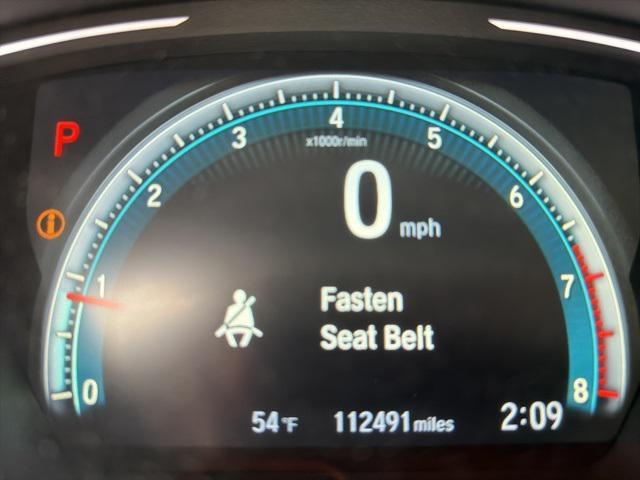 P
0
1
2
3
4
5
6
7
8
x1000r/min
0 mph
Fasten
Seat Belt
54°F 112491 miles 2:09